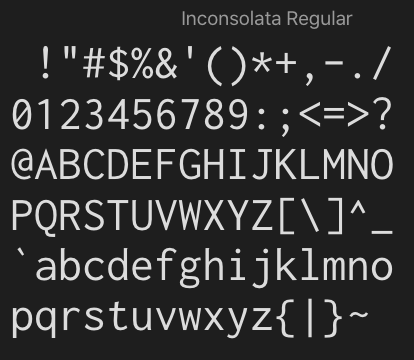 Inconsolata Regular
 !"#$%&'()*+,-./
0123456789:;<=>?
@ABCDEFGHIJKLMNO
PQRSTUVWXYZ[\]^_
`abcdefghijklmno
pqrstuvwxyz{|}~